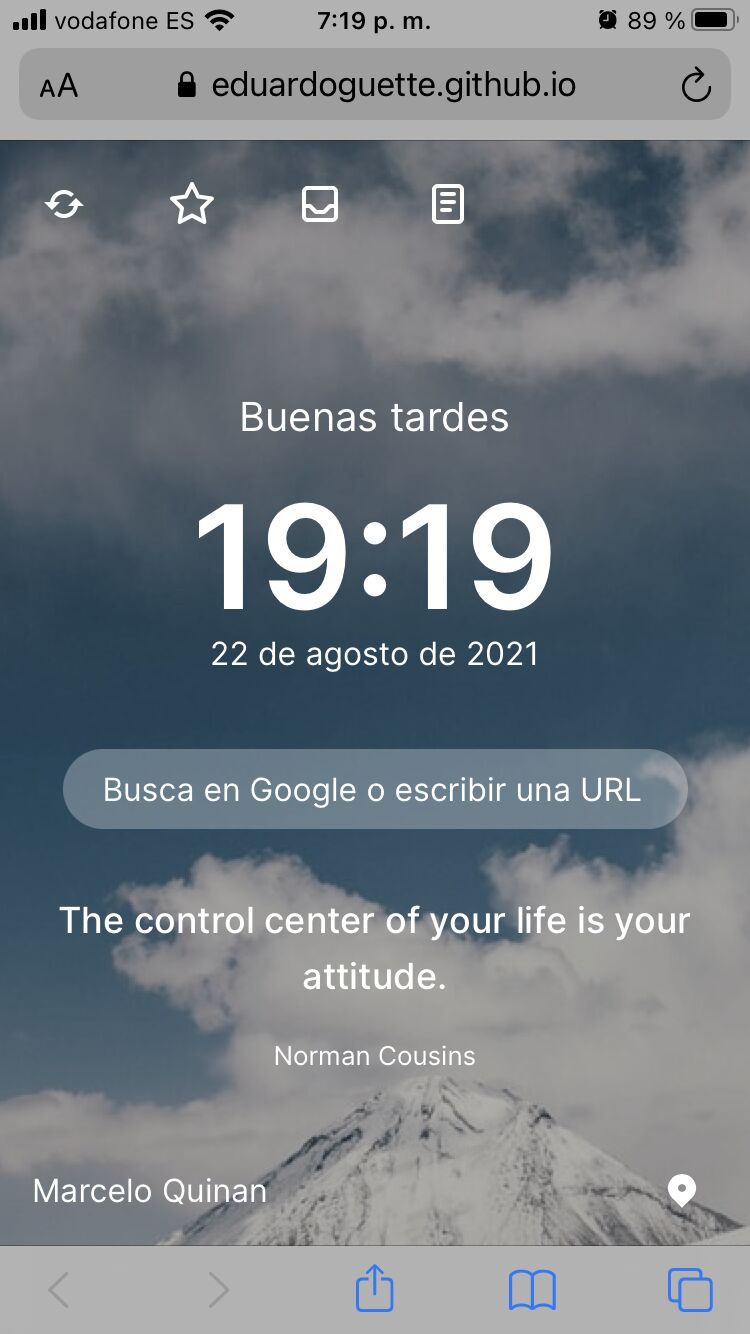 vodafone ES 7:19 p. m. 89 %
AA eduardoguette.github.io
Buenas tardes
19:19
22 de agosto de 2021
Busca en Google o escribir una URL
The control center of your life is your
attitude.
Norman Cousins
Marcelo Quinan